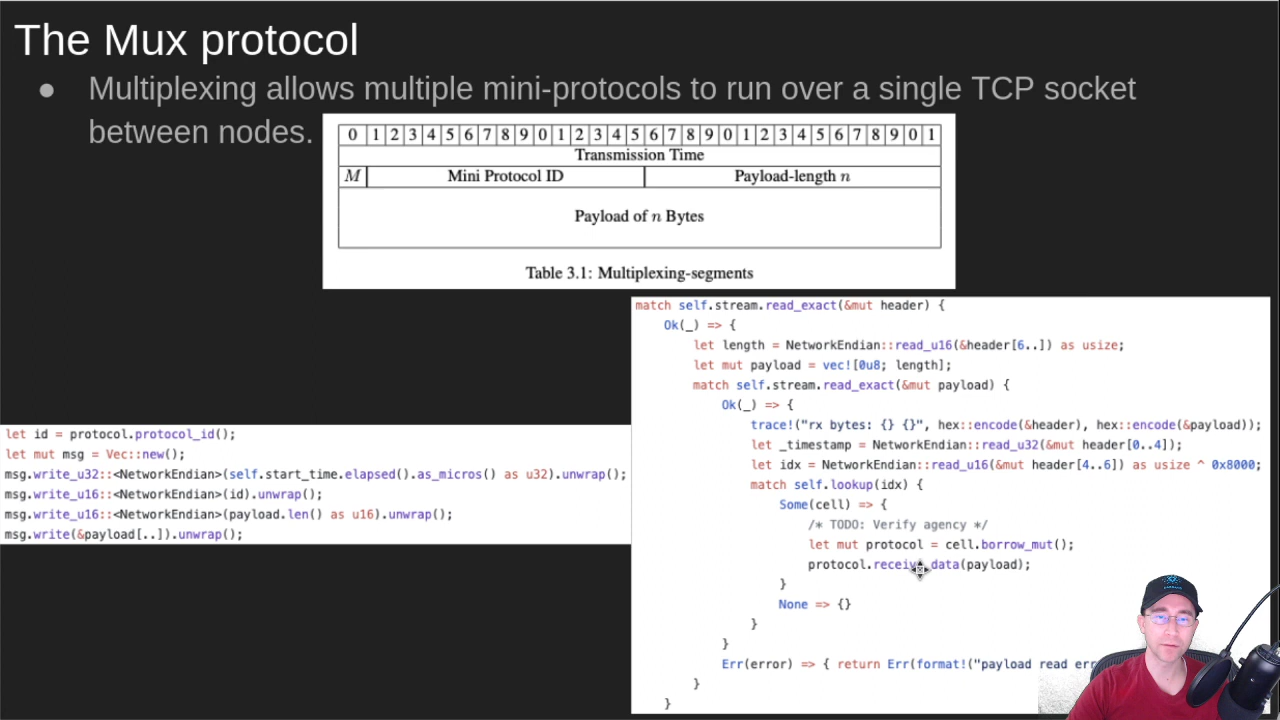 The Mux protocol
● Multiplexing allows multiple mini-protocols to run over a single TCP socket
between nodes.
0 1 2 3 4 5 6 7 8 9 0 1 2 3 4 5 6 7 8 9 0 1 2 3 4 5 6 7 8 9 0 1
Transmission Time
M Mini Protocol ID Payload-length n
Payload of n Bytes
Table 3.1: Multiplexing-segments
let id = protocol.protocol_id();
let mut msg = Vec::new();
msg.write_u32::<NetworkEndian>(self.start_time.elapsed().as_micros() as u32).unwrap();
msg.write_u16::<NetworkEndian>(id).unwrap();
msg.write_u16::<NetworkEndian>(payload.len() as u16).unwrap();
msg.write(&payload[..]).unwrap();
match self.stream.read_exact(&mut header) {
Ok(_) => {
let length = NetworkEndian::read_u16(&header[6..]) as usize;
let mut payload = vec![0u8; length];
match self.stream.read_exact(&mut payload) {
Ok(_) => {
trace!("rx bytes: {} {}", hex::encode(&header), hex::encode(&payload));
let _timestamp = NetworkEndian::read_u32(&mut header[0..4]);
let idx = NetworkEndian::read_u16(&mut header[4..6]) as usize ^ 0x8000;
match self.lookup(idx) {
Some(cell) => {
/* TODO: Verify agency */
let mut protocol = cell.borrow_mut();
protocol.receive_data(payload);
}
None => {}
}
}
Err(error) => { return Err(format!("payload read err
}
}